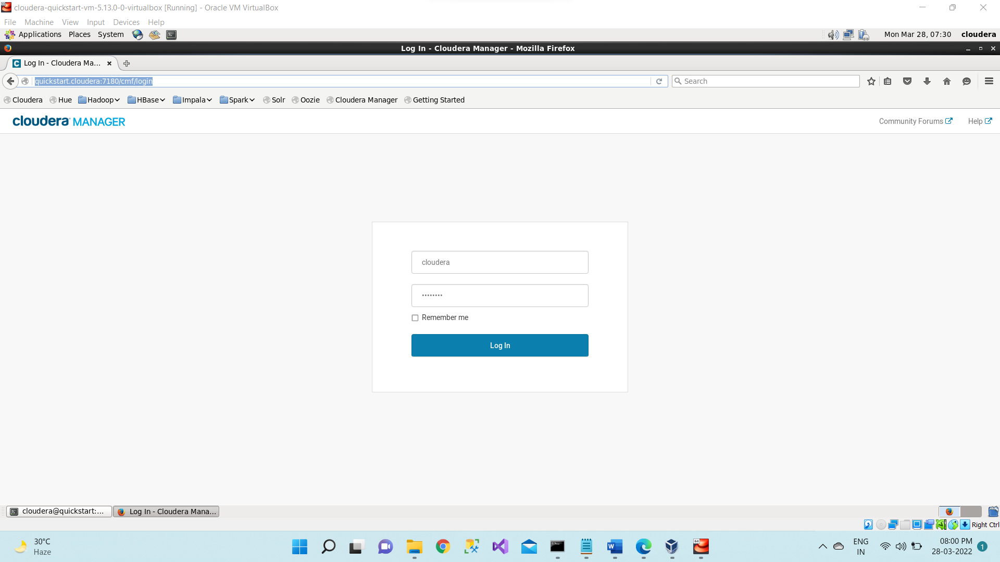 cloudera-quickstart-vm-5.13.0-0-virtualbox [Running] - Oracle VM VirtualBox
File Machine View Input Devices Help
Applications Places System Mon Mar 28, 07:30 cloudera
Log In - Cloudera Manager - Mozilla Firefox
Log In - Cloudera Ma...
quickstart.cloudera:7180/cmf/login Search
Cloudera Hue Hadoop HBase Impala Spark Solr Oozie Cloudera Manager Getting Started
cloudera MANAGER Community Forums Help
cloudera
••••••••
Remember me
Log In
cloudera@quickstart:... Log In - Cloudera Mana...
Right Ctrl
30°C
Haze
ENG
IN
08:00 PM
28-03-2022
1